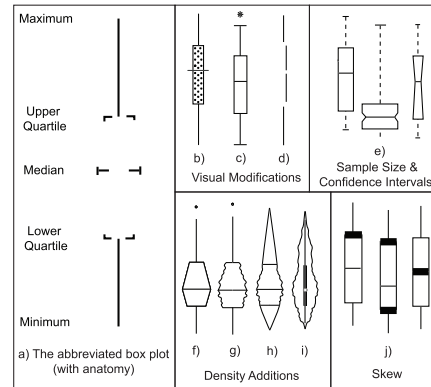 Maximum
Upper
Quartile
Median
Lower
Quartile
Minimum
a) The abbreviated box plot
(with anatomy)
b)
c)
d)
Visual Modifications
e)
Sample Size &
Confidence Intervals
f)
g)
h)
i)
Density Additions
j)
Skew